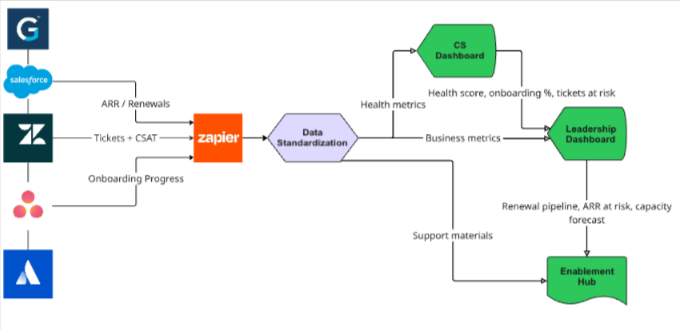 G
salesforce
ARR / Renewals
Tickets + CSAT
Onboarding Progress
zapier
Data
Standardization
Health metrics
Business metrics
Support materials
CS
Dashboard
Health score, onboarding %, tickets at risk
Leadership
Dashboard
Renewal pipeline, ARR at risk, capacity
forecast
Enablement
Hub